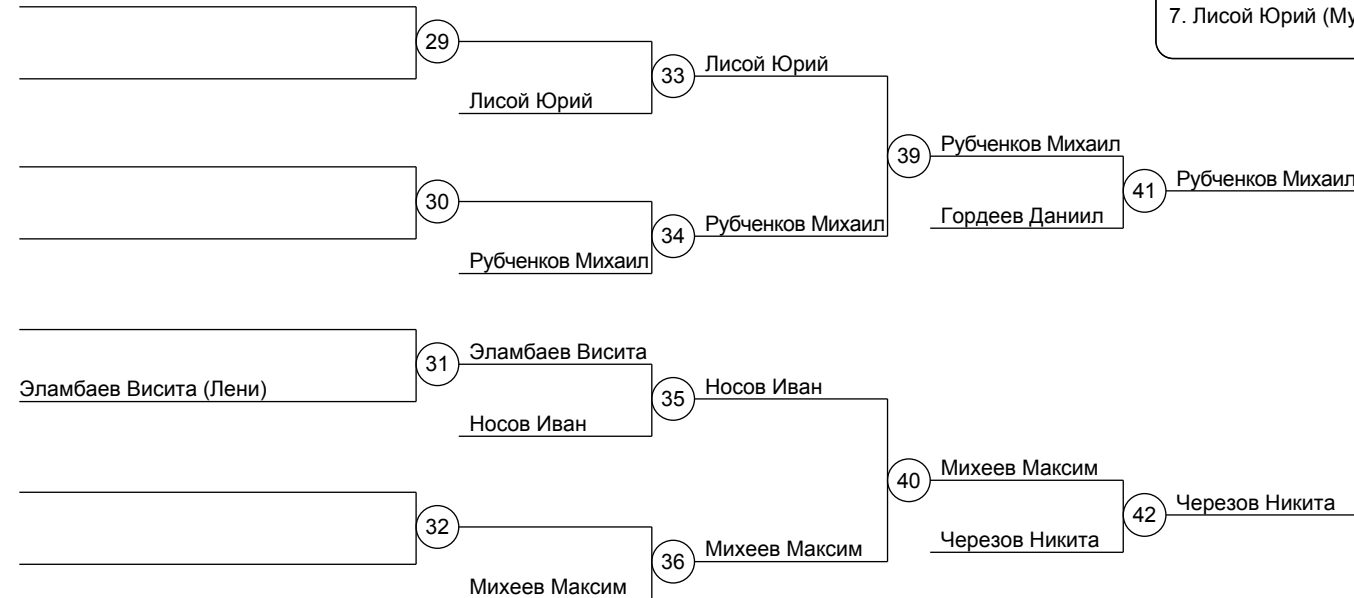 7. Лисой Юрий (Му
29
Лисой Юрий
33
Лисой Юрий
39
Рубченков Михаил
41
Рубченков Михаил
Гордеев Даниил
30
34
Рубченков Михаил
Рубченков Михаил
31
Эламбаев Висита
Эламбаев Висита (Лени)
35
Носов Иван
Носов Иван
40
Михеев Максим
42
Черезов Никита
Черезов Никита
32
36
Михеев Максим
Михеев Максим